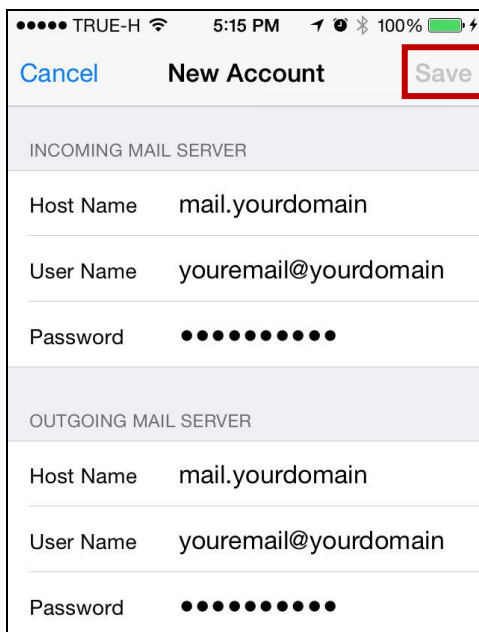 TRUE-H 5:15 PM 100%
Cancel New Account Save
INCOMING MAIL SERVER
Host Name mail.yourdomain
User Name youremail@yourdomain
Password ●●●●●●●●●●
OUTGOING MAIL SERVER
Host Name mail.yourdomain
User Name youremail@yourdomain
Password ●●●●●●●●●●